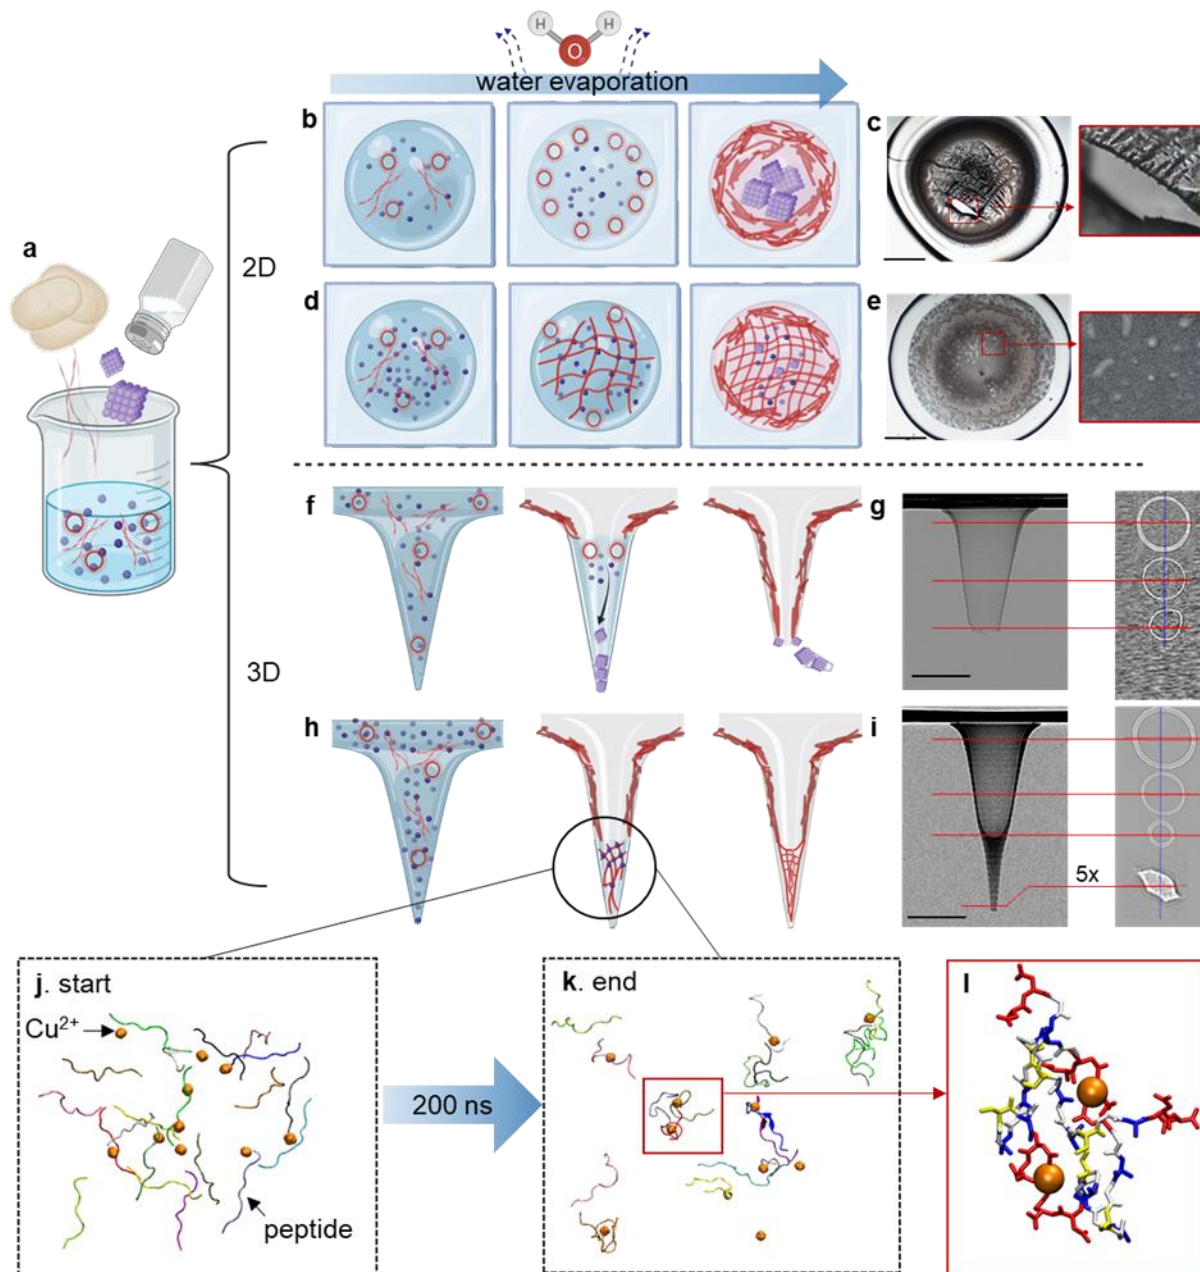 H H
O
water evaporation
b
c
a
2D
d
e
f
g
3D
h
i
5x
j. start
k. end
l
Cu²⁺
200 ns
peptide